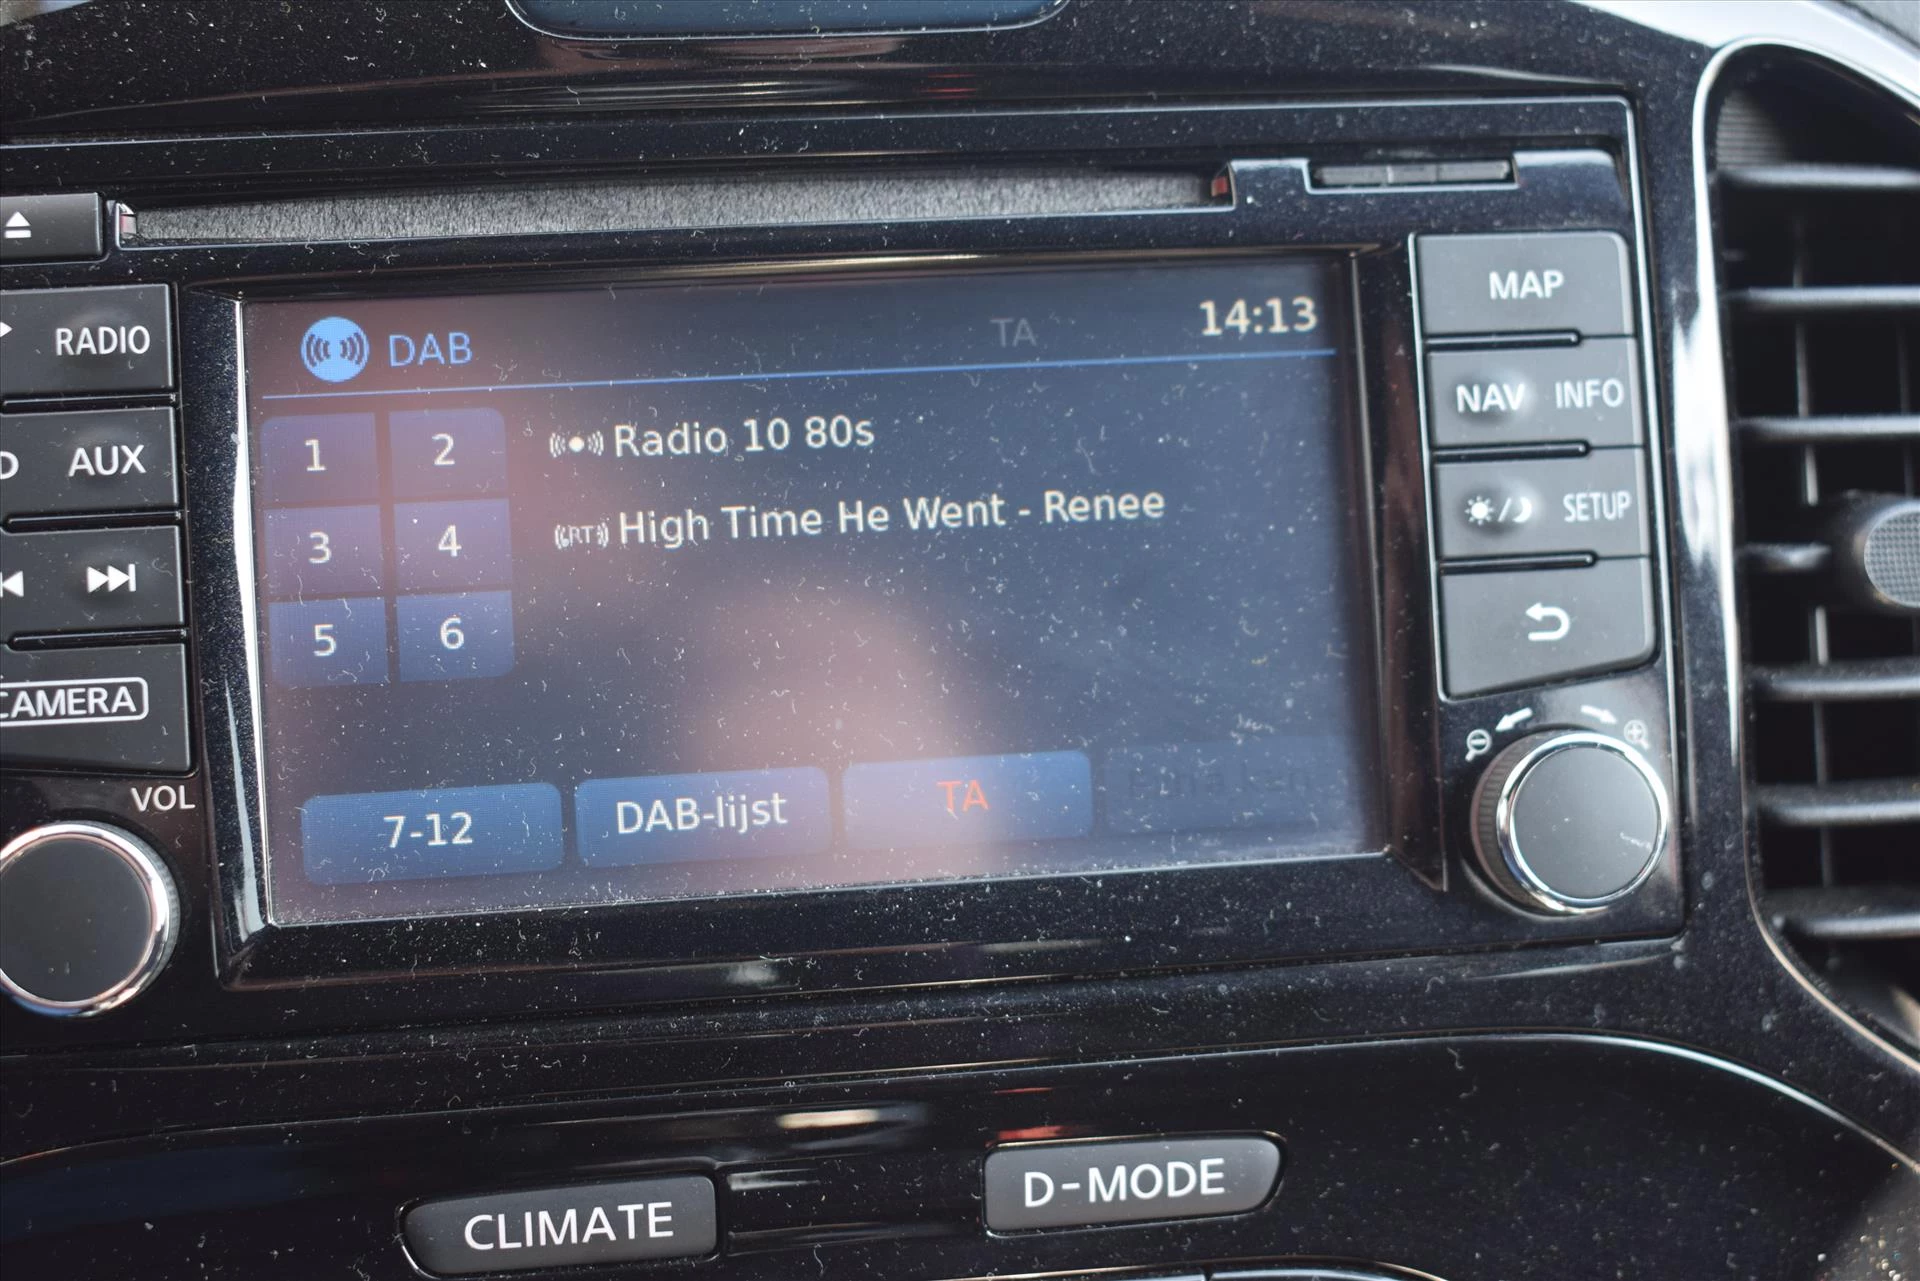 DAB
TA
14:13
MAP
RADIO
NAV INFO
1 2
Radio 10 80s
AUX
High Time He Went - Renee
3 4
SETUP
5 6
CAMERA
VOL
7-12
DAB-lijst
TA
D-MODE
CLIMATE